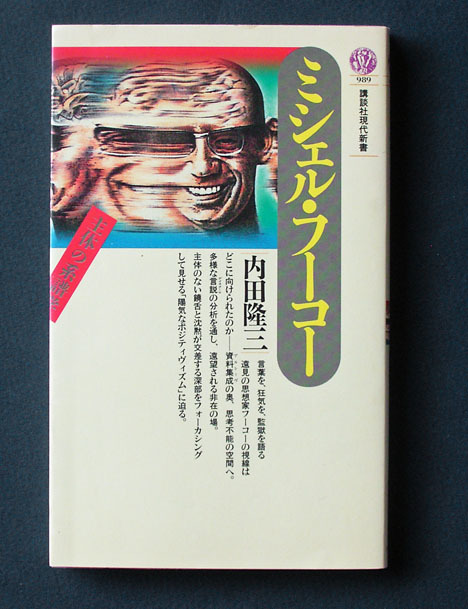 989
講談社現代新書
ミシェル・フーコー
主体の系譜学
内田隆三
言葉を、狂気を、監獄を語る
遠見の思想家フーコーの視線は
どこに向けられたのか——資料集成の奥、思考不能の空間へ。
多様な言説の分析を通し、遠望される非在の場。
主体のない饒舌と沈黙が交差する深部をフォーカシング
して見せる、「陽気なポジティヴィズム」に迫る。